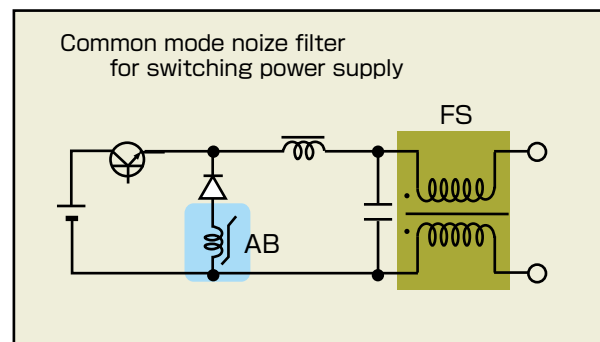 Common mode noize filter
for switching power supply
FS
AB